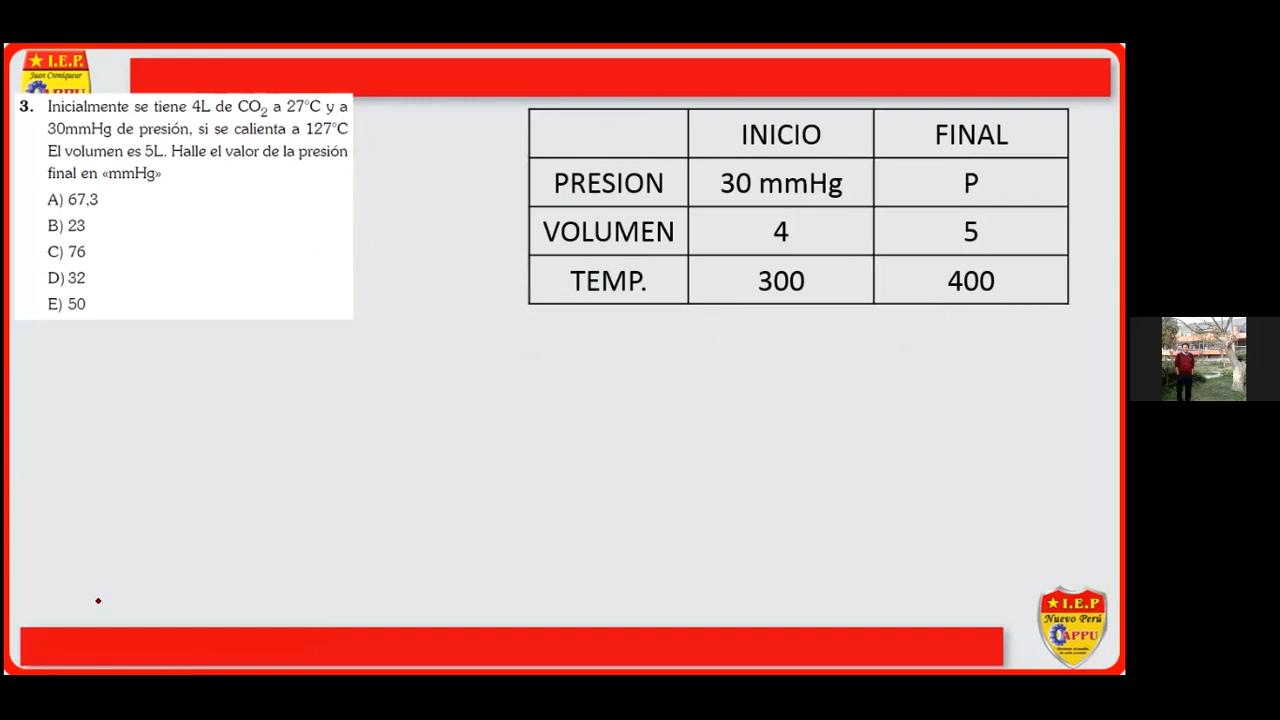 ★ I.E.P.
Juan Croniqueur
APPU
3. Inicialmente se tiene 4L de CO₂ a 27°C y a
30mmHg de presión, si se calienta a 127°C
El volumen es 5L. Halle el valor de la presión
final en «mmHg»
A) 67,3
B) 23
C) 76
D) 32
E) 50
INICIO FINAL
PRESION 30 mmHg P
VOLUMEN 4 5
TEMP. 300 400
★ I.E.P
Nuevo Perú
APPU